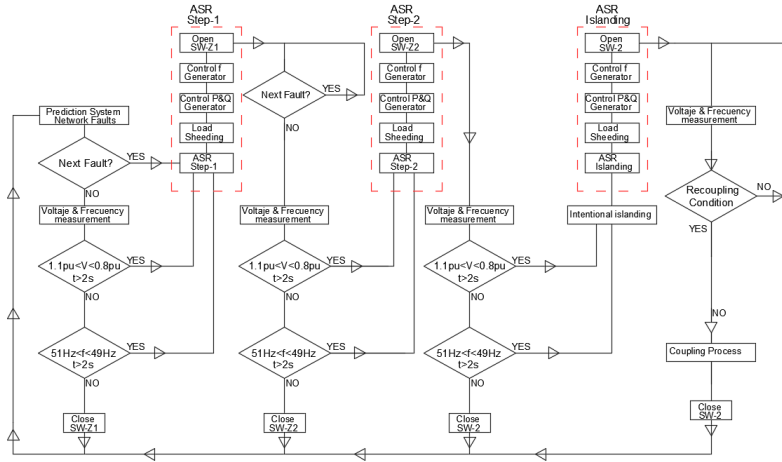 ASR
Step-1
Open
SW-Z1
Control f
Generator
Control P&Q
Generator
Load
Sheeding
ASR
Step-1
Prediction System
Network Faults
Next Fault?
YES
NO
Voltaje & Frecuency
measurement
1.1pu<V<0.8pu
t>2s
YES
NO
51Hz<f<49Hz
t>2s
YES
NO
Close
SW-Z1
Next Fault?
YES
NO
ASR
Step-2
Open
SW-Z2
Control f
Generator
Control P&Q
Generator
Load
Sheeding
ASR
Step-2
Voltaje & Frecuency
measurement
1.1pu<V<0.8pu
t>2s
YES
NO
51Hz<f<49Hz
t>2s
YES
NO
Close
SW-Z2
Voltaje & Frecuency
measurement
1.1pu<V<0.8pu
t>2s
YES
NO
51Hz<f<49Hz
t>2s
YES
NO
Close
SW-2
ASR
Islanding
Open
SW-2
Control f
Generator
Control P&Q
Generator
Load
Sheeding
ASR
Islanding
Intentional islanding
Voltaje & Frecuency
measurement
Recoupling
Condition
NO
YES
NO
Coupling Process
Close
SW-2